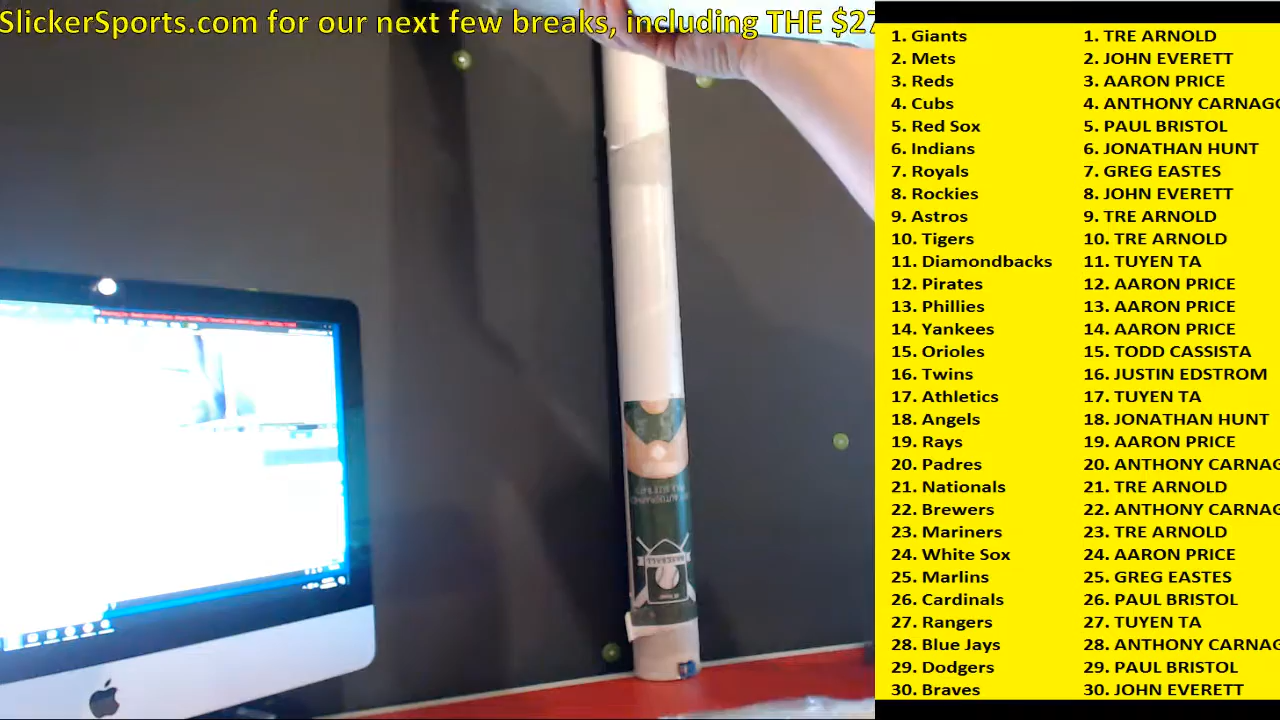 SlickerSports.com for our next few breaks, including THE $27
1. Giants 1. TRE ARNOLD
2. Mets 2. JOHN EVERETT
3. Reds 3. AARON PRICE
4. Cubs 4. ANTHONY CARNAGO
5. Red Sox 5. PAUL BRISTOL
6. Indians 6. JONATHAN HUNT
7. Royals 7. GREG EASTES
8. Rockies 8. JOHN EVERETT
9. Astros 9. TRE ARNOLD
10. Tigers 10. TRE ARNOLD
11. Diamondbacks 11. TUYEN TA
12. Pirates 12. AARON PRICE
13. Phillies 13. AARON PRICE
14. Yankees 14. AARON PRICE
15. Orioles 15. TODD CASSISTA
16. Twins 16. JUSTIN EDSTROM
17. Athletics 17. TUYEN TA
18. Angels 18. JONATHAN HUNT
19. Rays 19. AARON PRICE
20. Padres 20. ANTHONY CARNAG
21. Nationals 21. TRE ARNOLD
22. Brewers 22. ANTHONY CARNAG
23. Mariners 23. TRE ARNOLD
24. White Sox 24. AARON PRICE
25. Marlins 25. GREG EASTES
26. Cardinals 26. PAUL BRISTOL
27. Rangers 27. TUYEN TA
28. Blue Jays 28. ANTHONY CARNAG
29. Dodgers 29. PAUL BRISTOL
30. Braves 30. JOHN EVERETT
BASEBALL